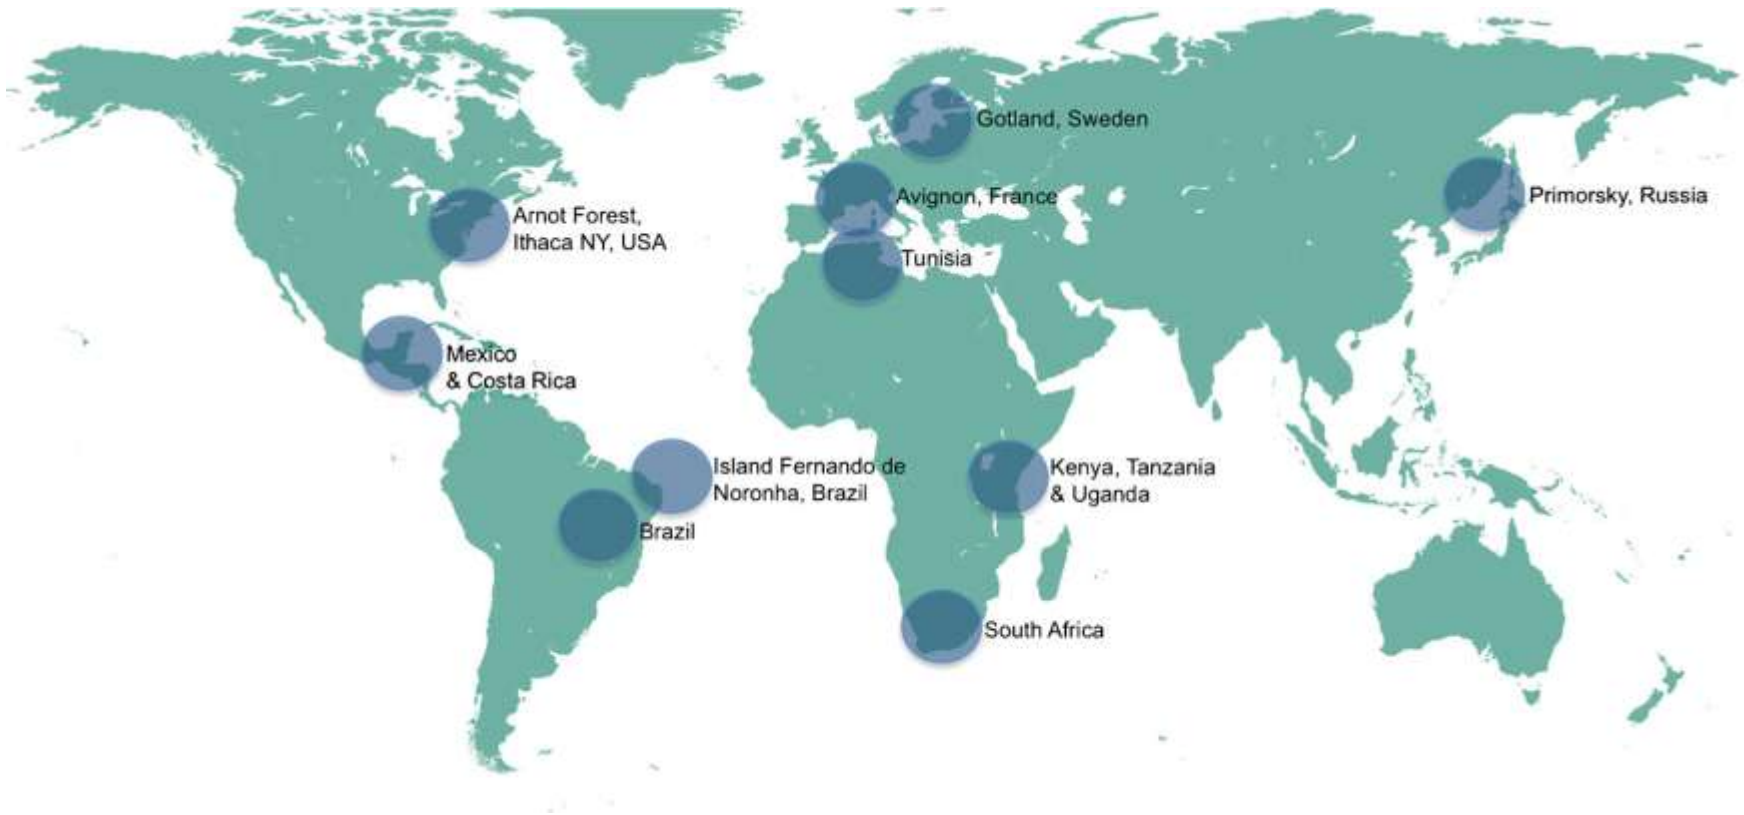 Gotland, Sweden
Avignon, France
Primorsky, Russia
Arnot Forest,
Ithaca NY, USA
Tunisia
Mexico
& Costa Rica
Island Fernando de
Noronha, Brazil
Kenya, Tanzania
& Uganda
Brazil
South Africa